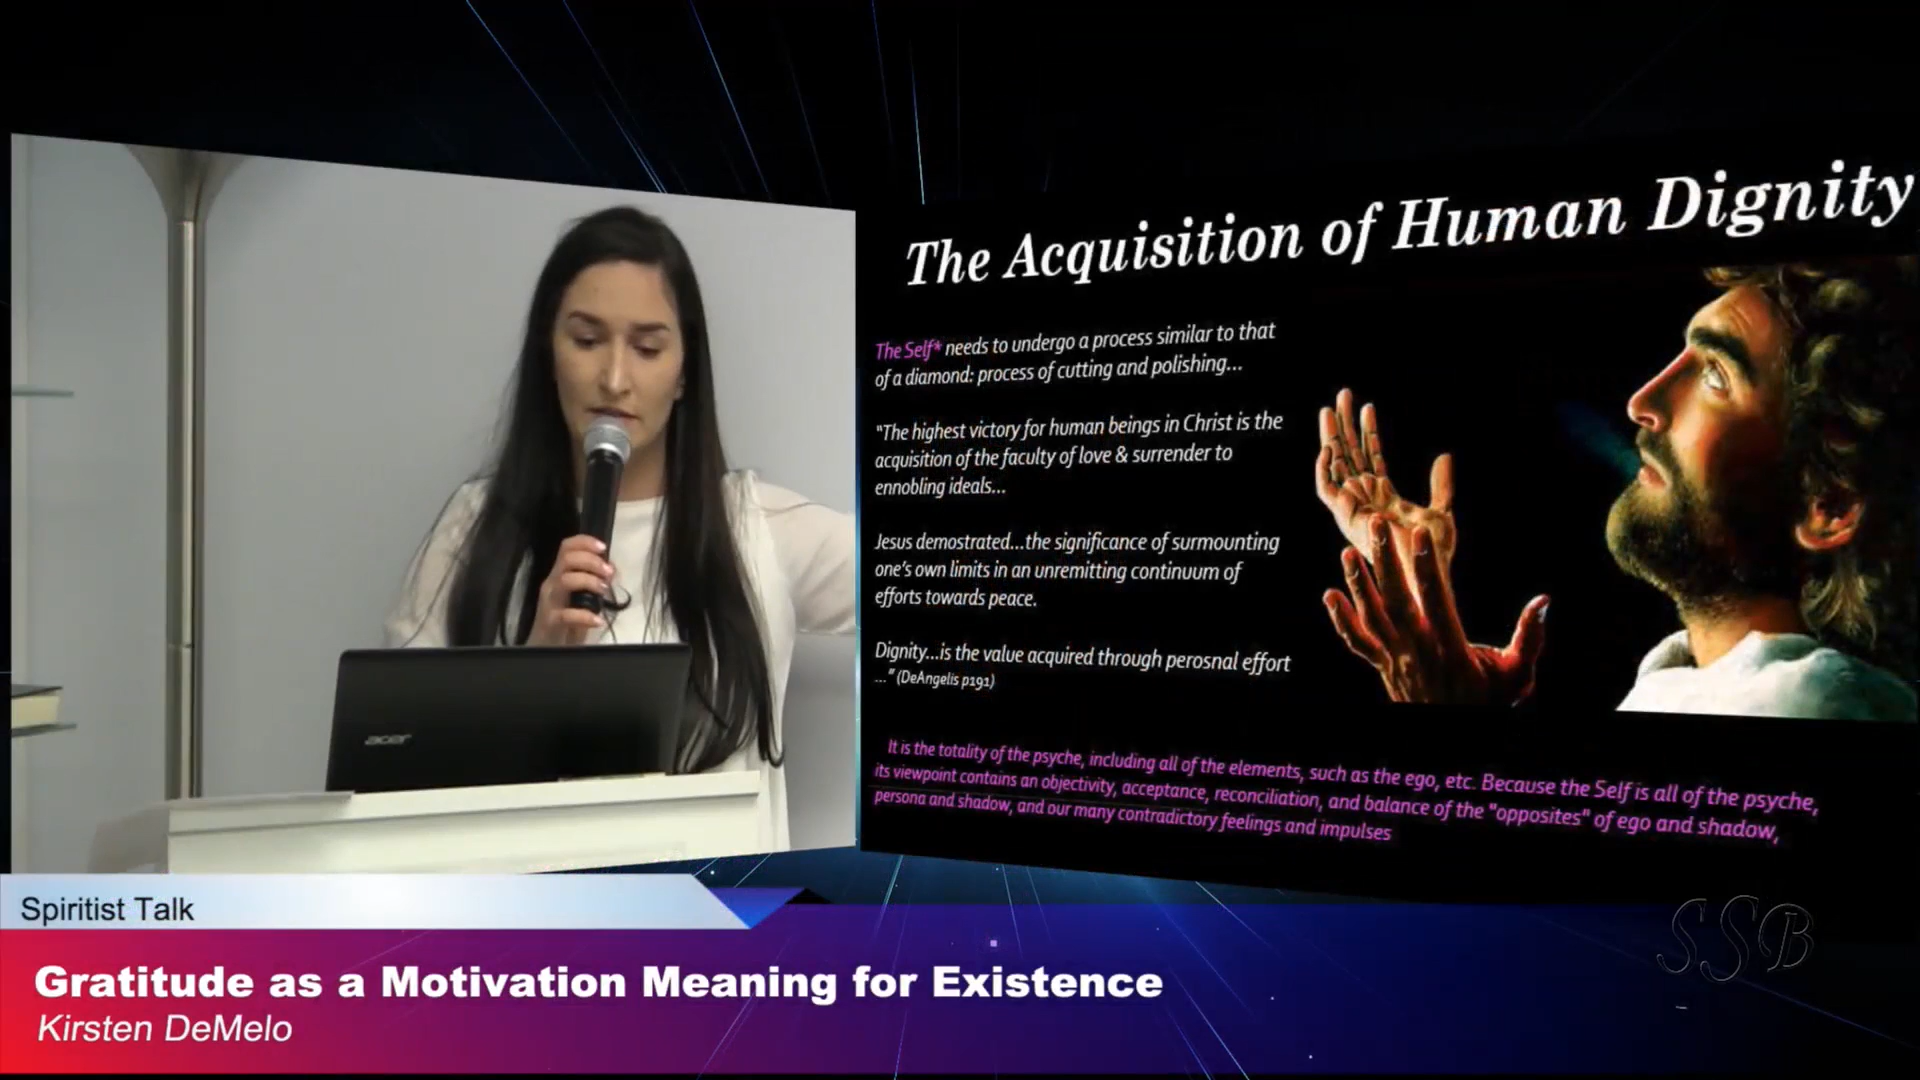 The Acquisition of Human Dignity
The Self* needs to undergo a process similar to that
of a diamond: process of cutting and polishing...
"The highest victory for human beings in Christ is the
acquisition of the faculty of love & surrender to
ennobling ideals...
Jesus demostrated...the significance of surmounting
one's own limits in an unremitting continuum of
efforts towards peace.
Dignity...is the value acquired through perosnal effort
..." (DeAngelis p191)
It is the totality of the psyche, including all of the elements, such as the ego, etc. Because the Self is all of the psyche,
its viewpoint contains an objectivity, acceptance, reconciliation, and balance of the "opposites" of ego and shadow,
persona and shadow, and our many contradictory feelings and impulses
acer
Spiritist Talk
Gratitude as a Motivation Meaning for Existence
Kirsten DeMelo
SSB